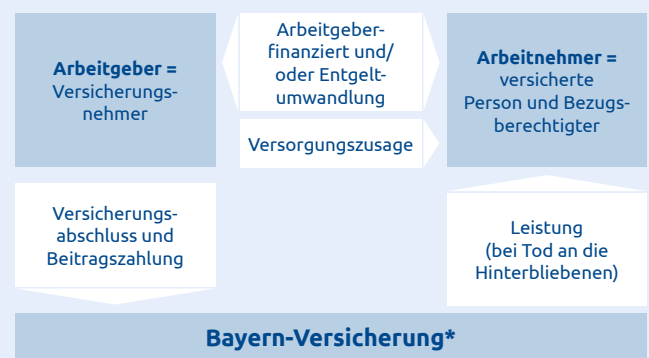 Arbeitgeber =
Versicherungs-
nehmer
Arbeitgeber-
finanziert und/
oder Entgelt-
umwandlung
Versorgungszusage
Arbeitnehmer =
versicherte
Person und Bezugs-
berechtigter
Versicherungs-
abschluss und
Beitragszahlung
Leistung
(bei Tod an die
Hinterbliebenen)
Bayern-Versicherung*